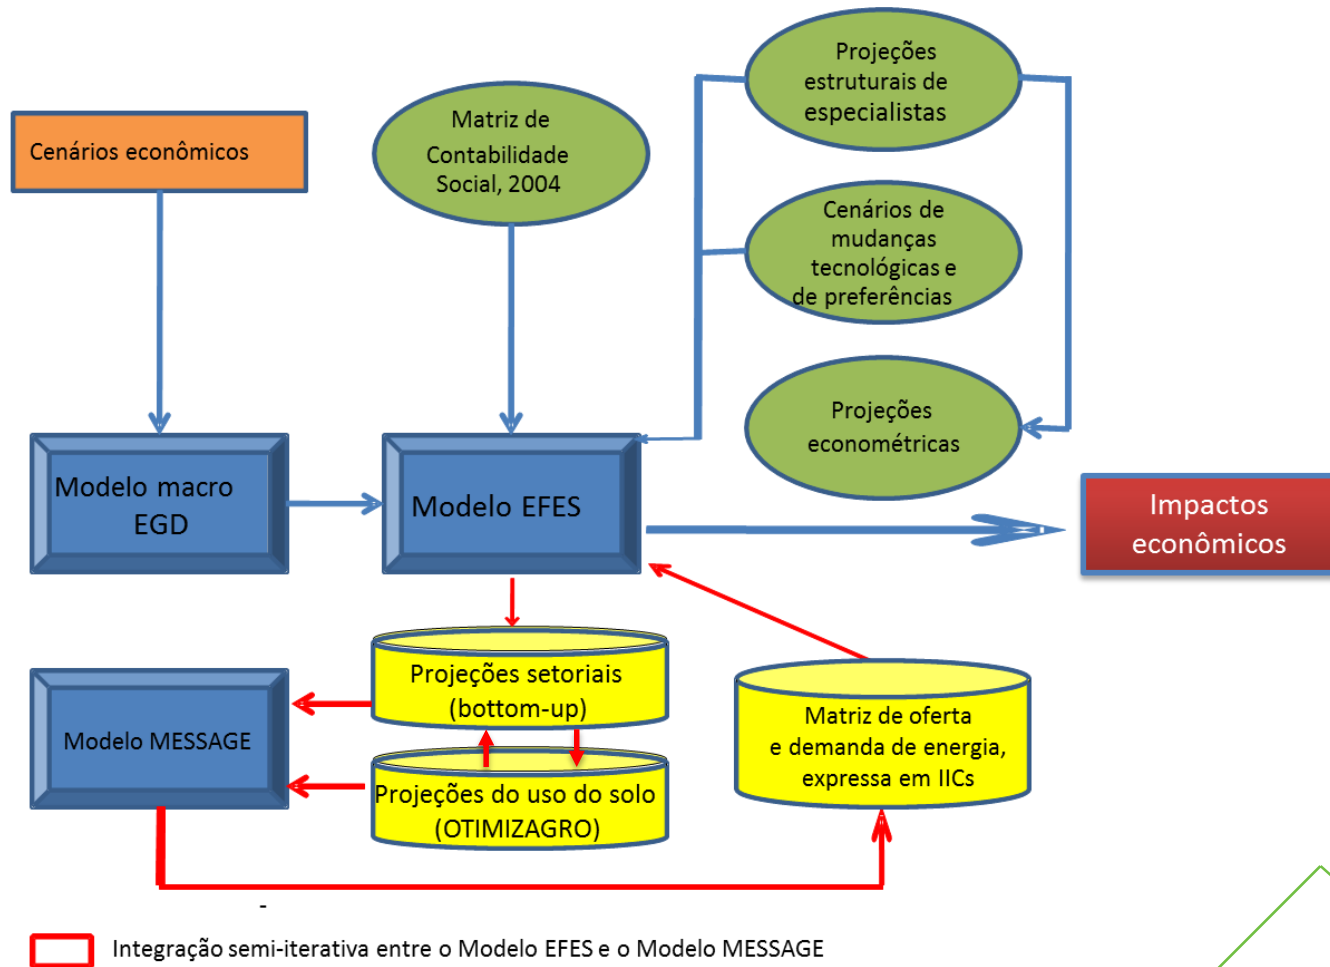 Projeções
estruturais de
especialistas
Matriz de
Contabilidade
Social, 2004
Cenários econômicos
Cenários de
mudanças
tecnológicas e
de preferências
Projeções
econométricas
Modelo macro
EGD
Modelo EFES
Impactos
econômicos
Projeções setoriais
(bottom-up)
Modelo MESSAGE
Projeções do uso do solo
(OTIMIZAGRO)
Matriz de oferta
e demanda de energia,
expressa em IICs
-
Integração semi-iterativa entre o Modelo EFES e o Modelo MESSAGE